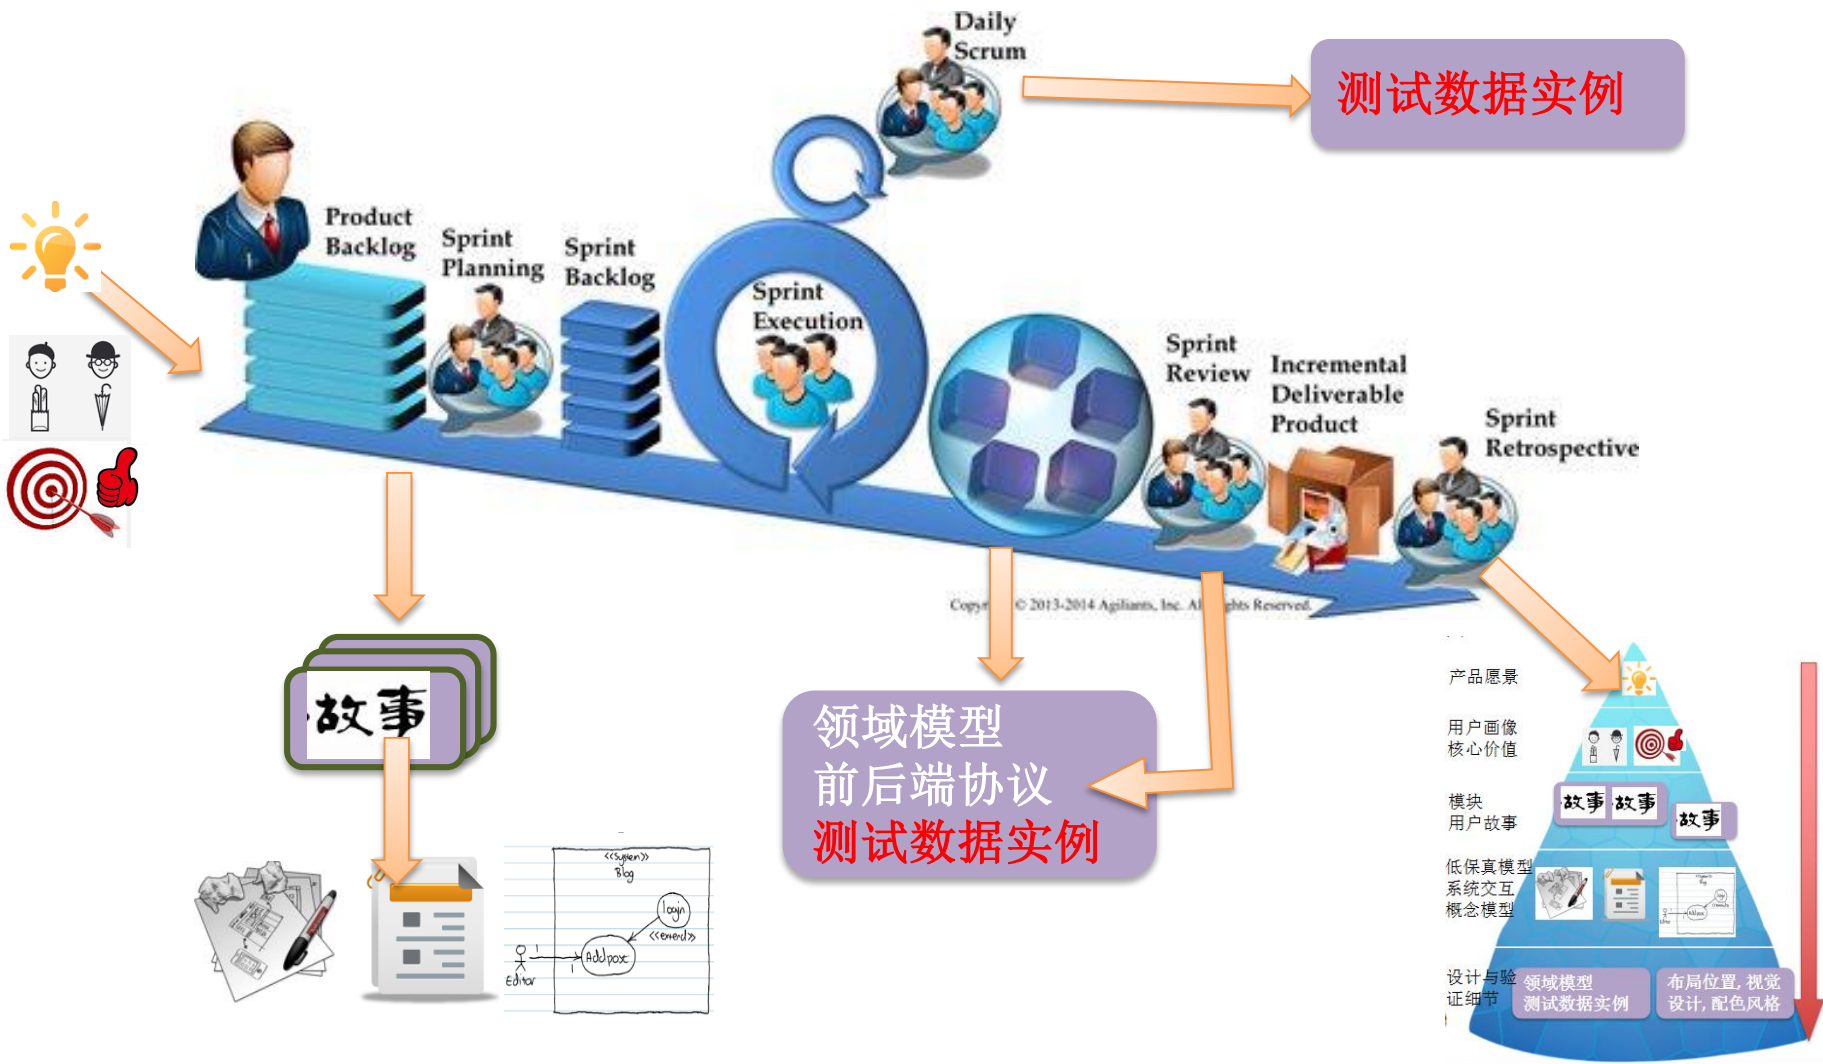 Daily
Scrum
测试数据实例
Product
Backlog
Sprint
Planning
Sprint
Backlog
Sprint
Execution
Sprint
Review
Incremental
Deliverable
Product
Sprint
Retrospective
© 2013-2014 Agiliants, Inc. All Rights Reserved.
故事
领域模型
前后端协议
测试数据实例
<<System>>
Blog
login
<<extend>>
Add post
1
1
Editor
产品愿景
用户画像
核心价值
模块
用户故事
故事
故事
故事
低保真模型
系统交互
概念模型
设计与验
证细节
领域模型
测试数据实例
布局位置, 视觉
设计, 配色风格